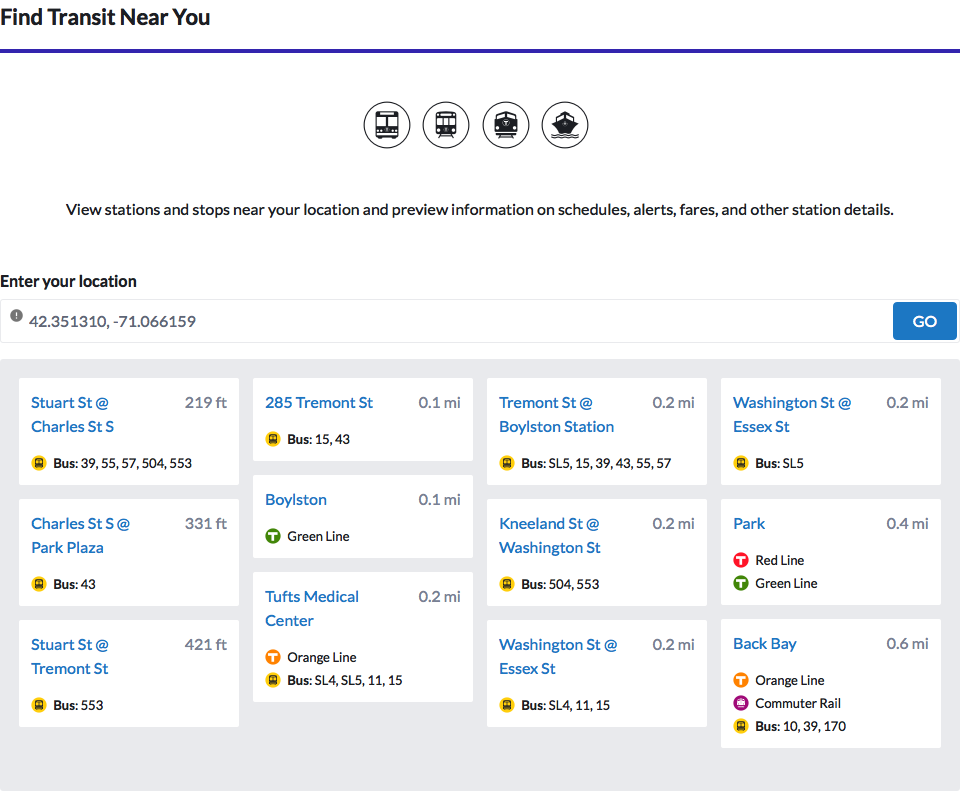 Find Transit Near You
View stations and stops near your location and preview information on schedules, alerts, fares, and other station details.
Enter your location
42.351310, -71.066159
GO
Stuart St @ 219 ft
Charles St S
Bus: 39, 55, 57, 504, 553
Charles St S @ 331 ft
Park Plaza
Bus: 43
Stuart St @ 421 ft
Tremont St
Bus: 553
285 Tremont St 0.1 mi
Bus: 15, 43
Boylston 0.1 mi
T Green Line
Tufts Medical 0.2 mi
Center
T Orange Line
Bus: SL4, SL5, 11, 15
Tremont St @ 0.2 mi
Boylston Station
Bus: SL5, 15, 39, 43, 55, 57
Kneeland St @ 0.2 mi
Washington St
Bus: 504, 553
Washington St @ 0.2 mi
Essex St
Bus: SL4, 11, 15
Washington St @ 0.2 mi
Essex St
Bus: SL5
Park 0.4 mi
T Red Line
T Green Line
Back Bay 0.6 mi
T Orange Line
Commuter Rail
Bus: 10, 39, 170